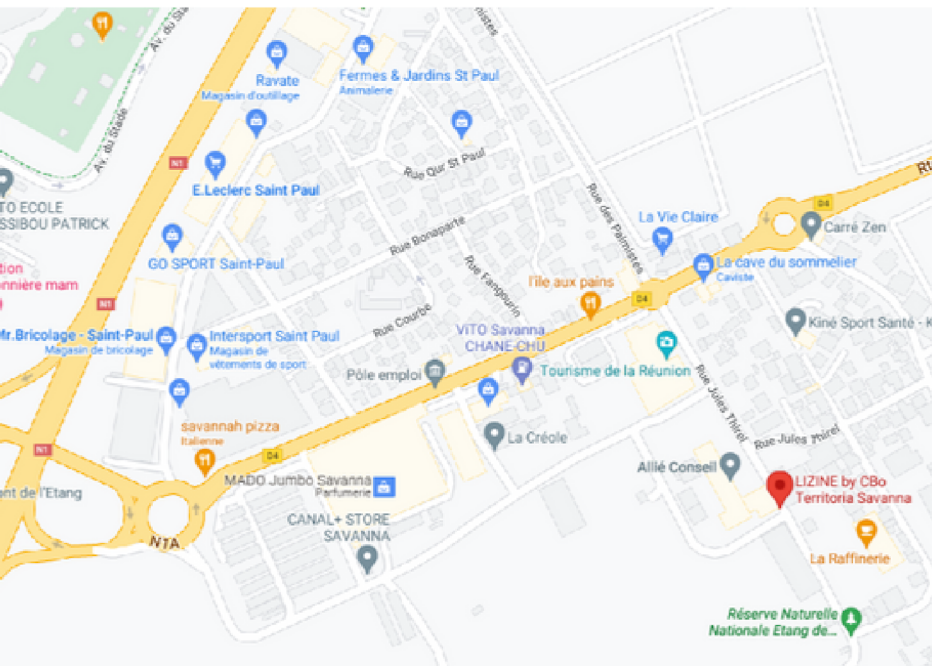 Av. du Stade
Ravate
Magasin d'outillage
Fermes & Jardins St Paul
Animalerie
Av. du Stade
N1
Rue Qur St Paul
E.Leclerc Saint Paul
TO ECOLE
SSIBOU PATRICK
Rue des Palmistes
D4
La Vie Claire
Carré Zen
Rue Bonaparte
GO SPORT Saint-Paul
La cave du sommelier
Caviste
tion
onnière mam
Rue Fangourin
l'île aux pains
D4
N1
Rue Courbe
Mr.Bricolage - Saint-Paul
Magasin de bricolage
Intersport Saint Paul
Magasin de
vêtements de sport
ViTO Savanna
CHANE-CHU
Kiné Sport Santé - K
Pôle emploi
Tourisme de la Réunion
Rue Jules Thirel
savannah pizza
Italienne
La Créole
Rue Jules Thirel
N1
D4
Allié Conseil
MADO Jumbo Savanna
Parfumerie
LIZINE by CBo
Territoria Savanna
nt de l'Etang
CANAL+ STORE
SAVANNA
N1A
La Raffinerie
Réserve Naturelle
Nationale Etang de...